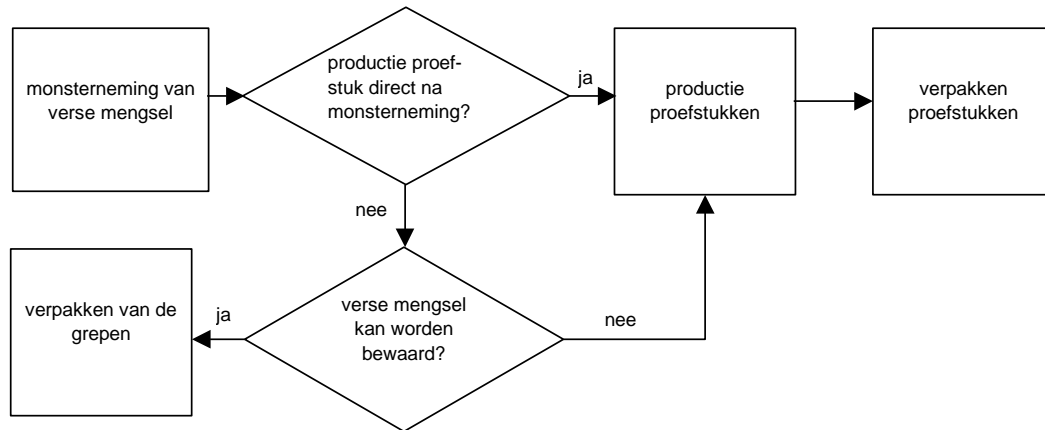 monsterneming van
verse mengsel
productie proef-
stuk direct na
monsterneming?
ja
productie
proefstukken
verpakken
proefstukken
nee
verpakken van de
grepen
ja
verse mengsel
kan worden
bewaard?
nee